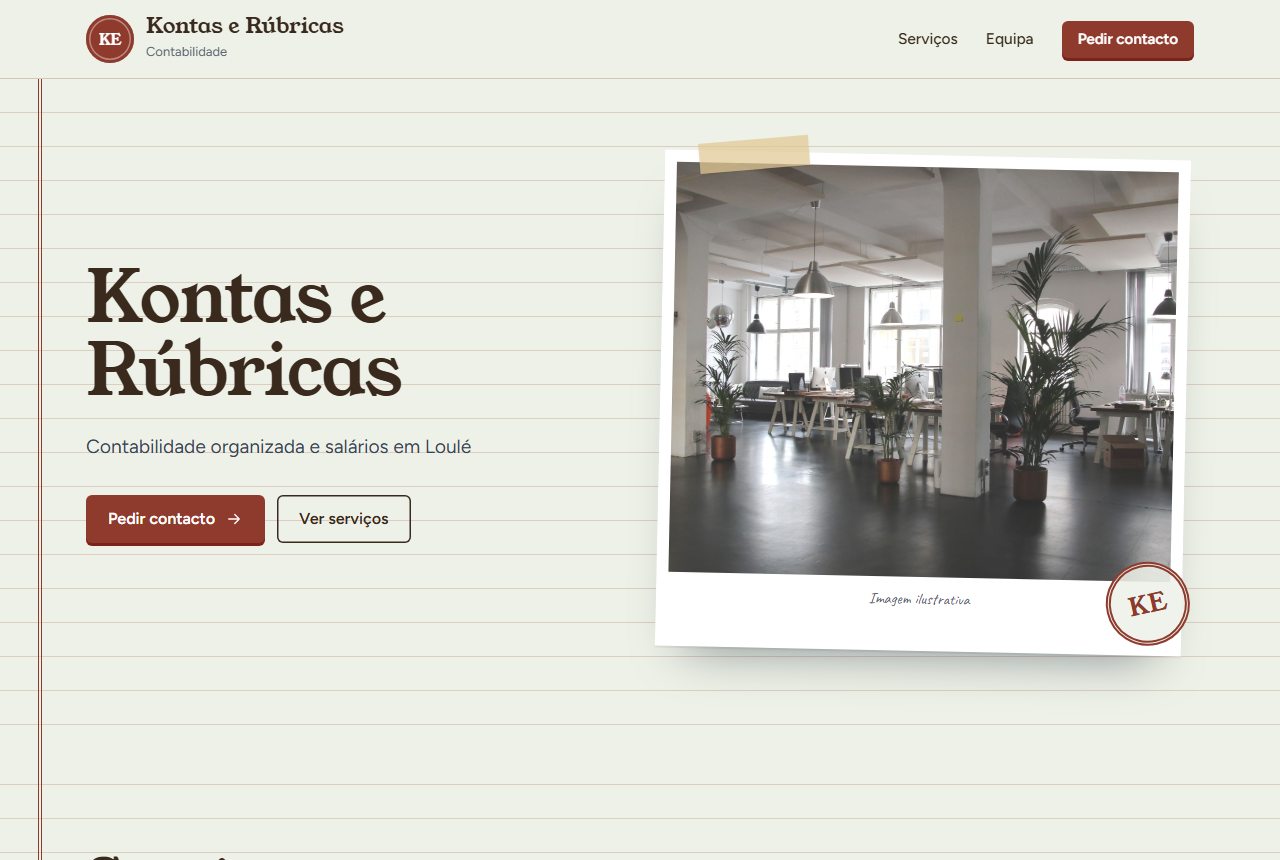 KE
Kontas e Rúbricas
Contabilidade
Serviços
Equipa
Pedir contacto
Kontas e
Rúbricas
Contabilidade organizada e salários em Loulé
Pedir contacto →
Ver serviços
Imagem ilustrativa
KE